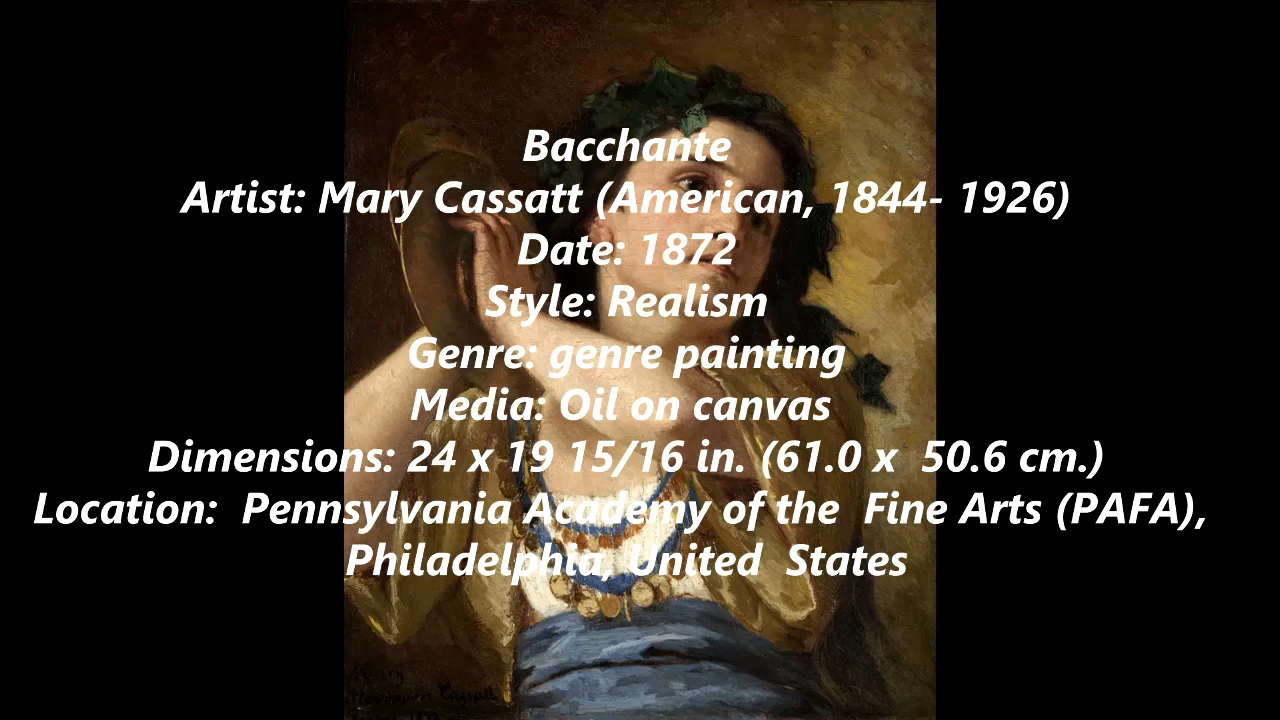 Bacchante
Artist: Mary Cassatt (American, 1844- 1926)
Date: 1872
Style: Realism
Genre: genre painting
Media: Oil on canvas
Dimensions: 24 x 19 15/16 in. (61.0 x  50.6 cm.)
Location:  Pennsylvania Academy of the  Fine Arts (PAFA),
Philadelphia, United  States
Cassatt